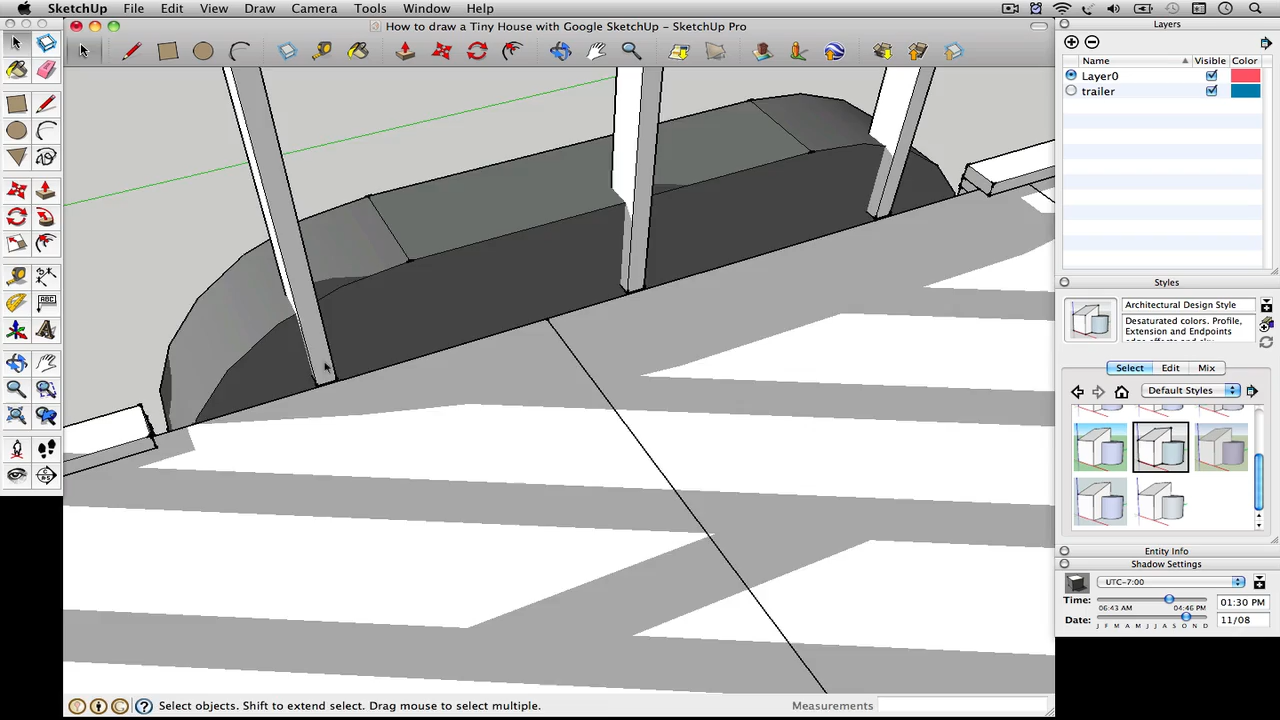 SketchUp File Edit View Draw Camera Tools Window Help
How to draw a Tiny House with Google SketchUp – SketchUp Pro
Layers
Name Visible Color
Layer0
trailer
Styles
Architectural Design Style
Desaturated colors. Profile,
Extension and Endpoints
Select Edit Mix
Default Styles
Entity Info
Shadow Settings
UTC-7:00
Time: 06:43 AM 04:46 PM 01:30 PM
Date: J F M A M J J A S O N D 11/08
ABC
Select objects. Shift to extend select. Drag mouse to select multiple.
Measurements